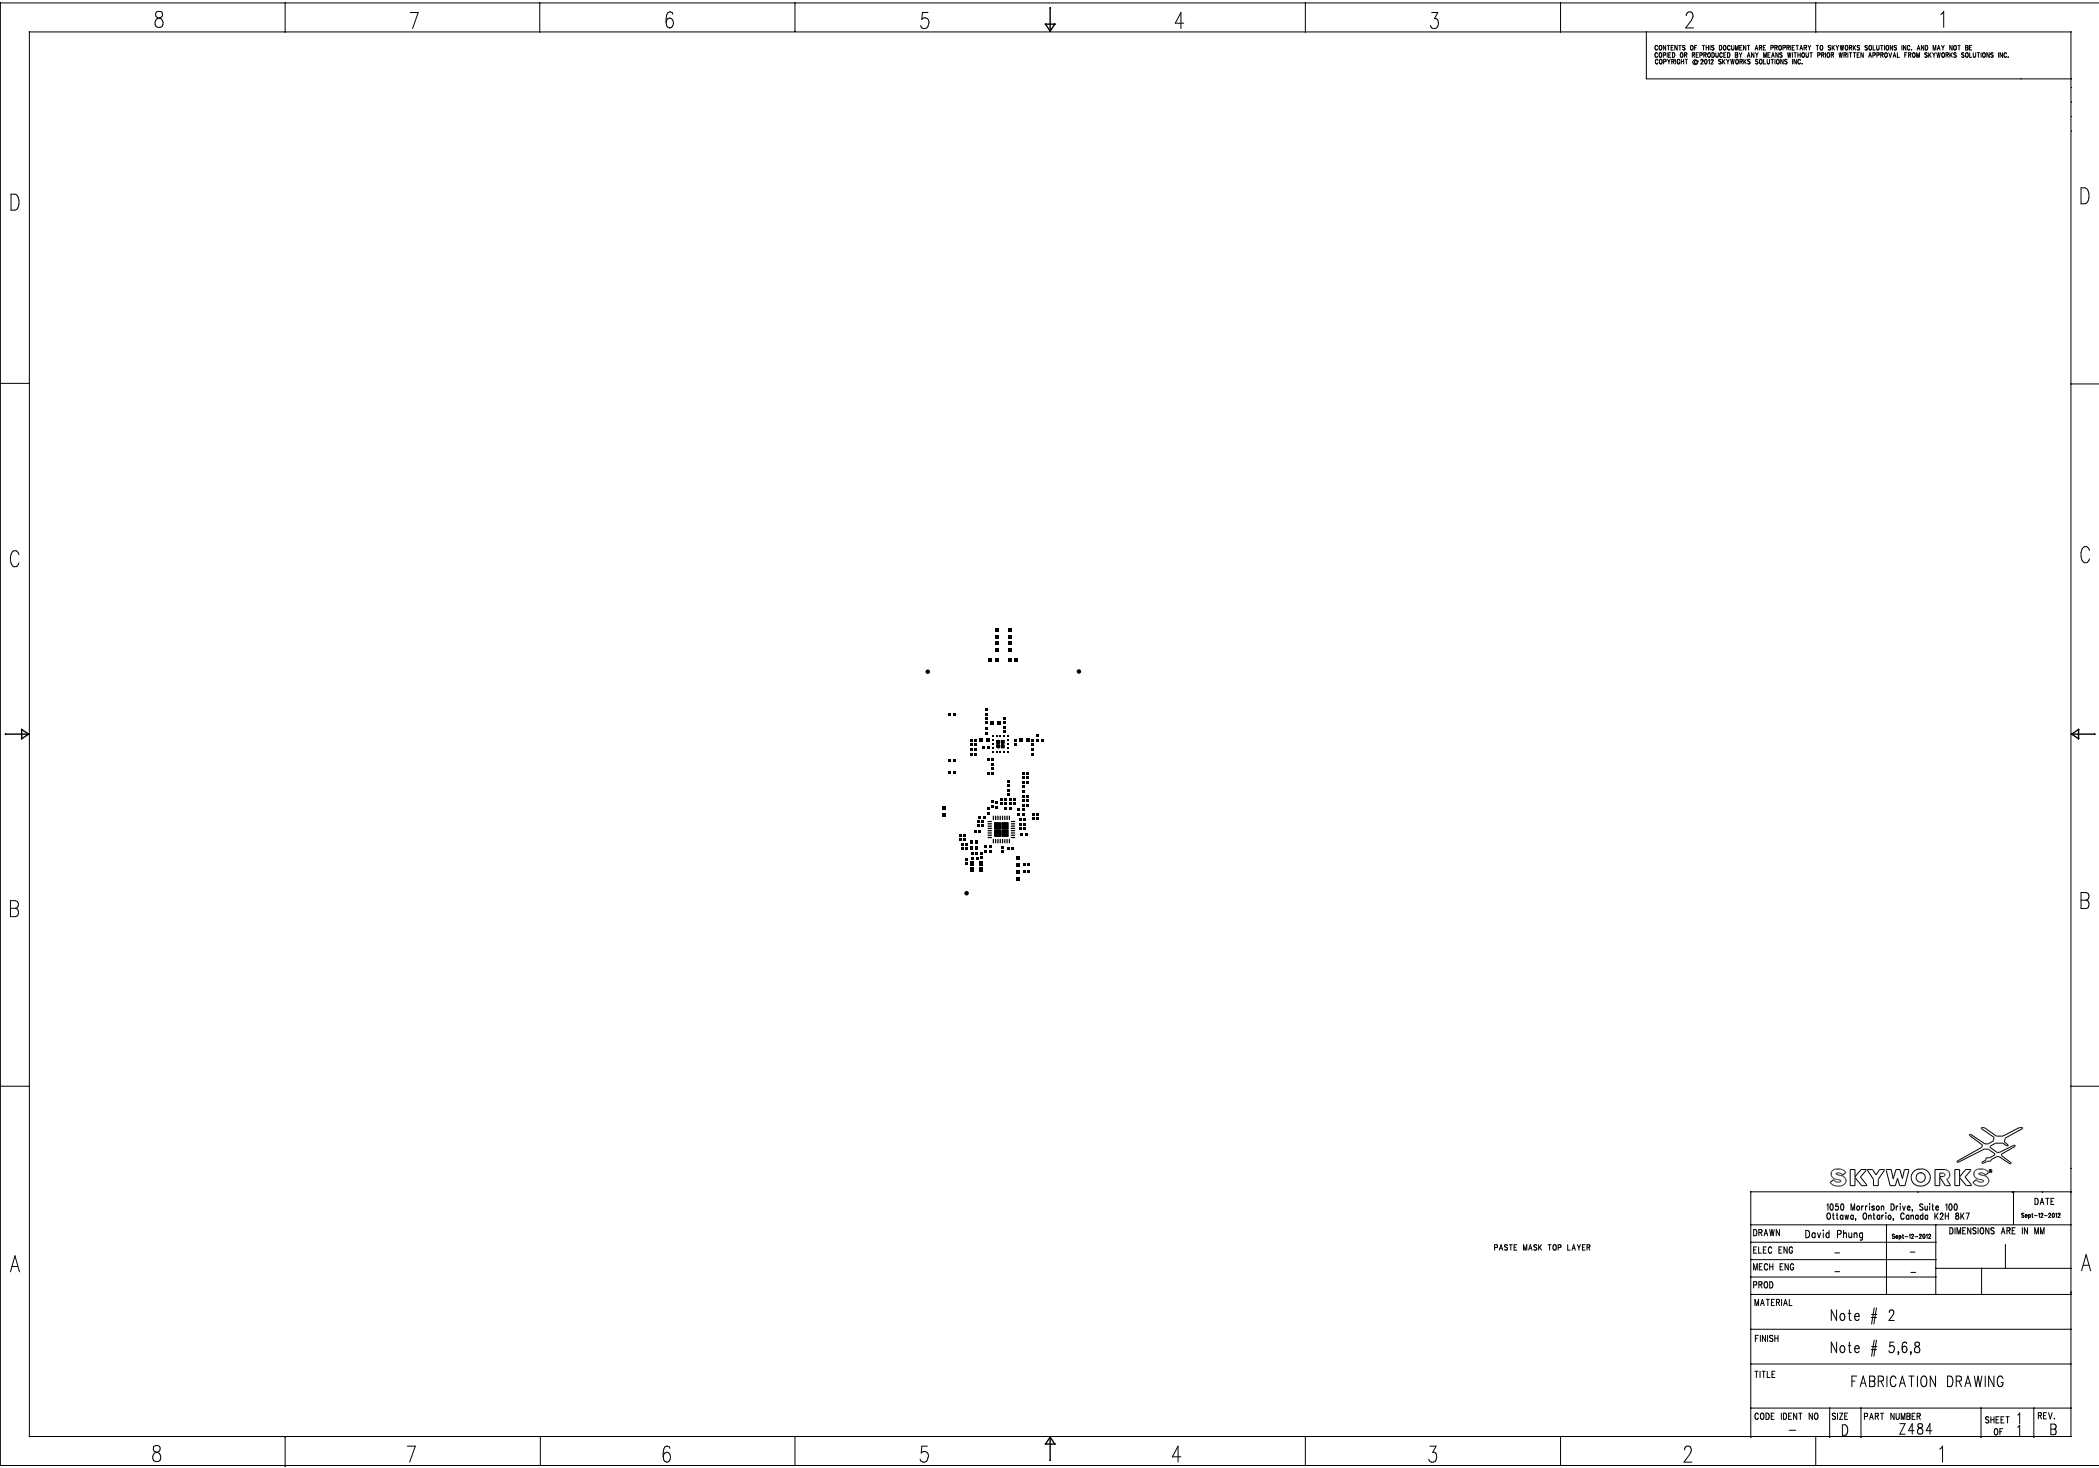 8 7 6 5 4 3 2 1
CONTENTS OF THIS DOCUMENT ARE PROPRIETARY TO SKYWORKS SOLUTIONS INC. AND MAY NOT BE
COPIED OR REPRODUCED BY ANY MEANS WITHOUT PRIOR WRITTEN APPROVAL FROM SKYWORKS SOLUTIONS INC.
COPYRIGHT © 2012 SKYWORKS SOLUTIONS INC.
D D
C C
B B
A A
PASTE MASK TOP LAYER
SKYWORKS®
1050 Morrison Drive, Suite 100
Ottawa, Ontario, Canada K2H 8K7
DATE
Sept-12-2012
DRAWN David Phung Sept-12-2012
DIMENSIONS ARE IN MM
ELEC ENG - -
MECH ENG - -
PROD
MATERIAL
Note # 2
FINISH
Note # 5,6,8
TITLE
FABRICATION DRAWING
CODE IDENT NO
-
SIZE
D
PART NUMBER
Z484
SHEET 1
OF 1
REV.
B
8 7 6 5 4 3 2 1